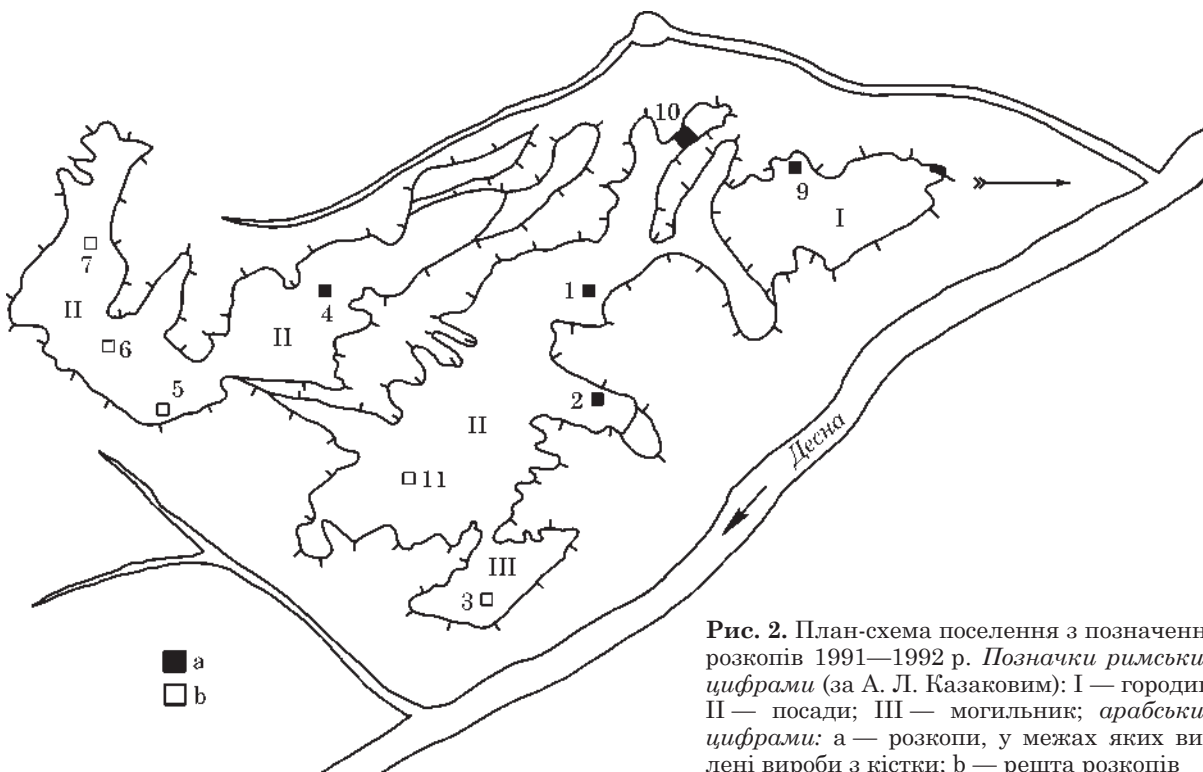 10
9
I
7
1
II
4
II
6
5
2
II
Десна
11
III
3
a
b
Рис. 2. План-схема поселення з позначенн
розкопів 1991—1992 р. Позначки римськи
цифрами (за А. Л. Казаковим): I — городищ
II — посади; III — могильник; арабськи
цифрами: a — розкопи, у межах яких ви
лені вироби з кістки; b — решта розкопів